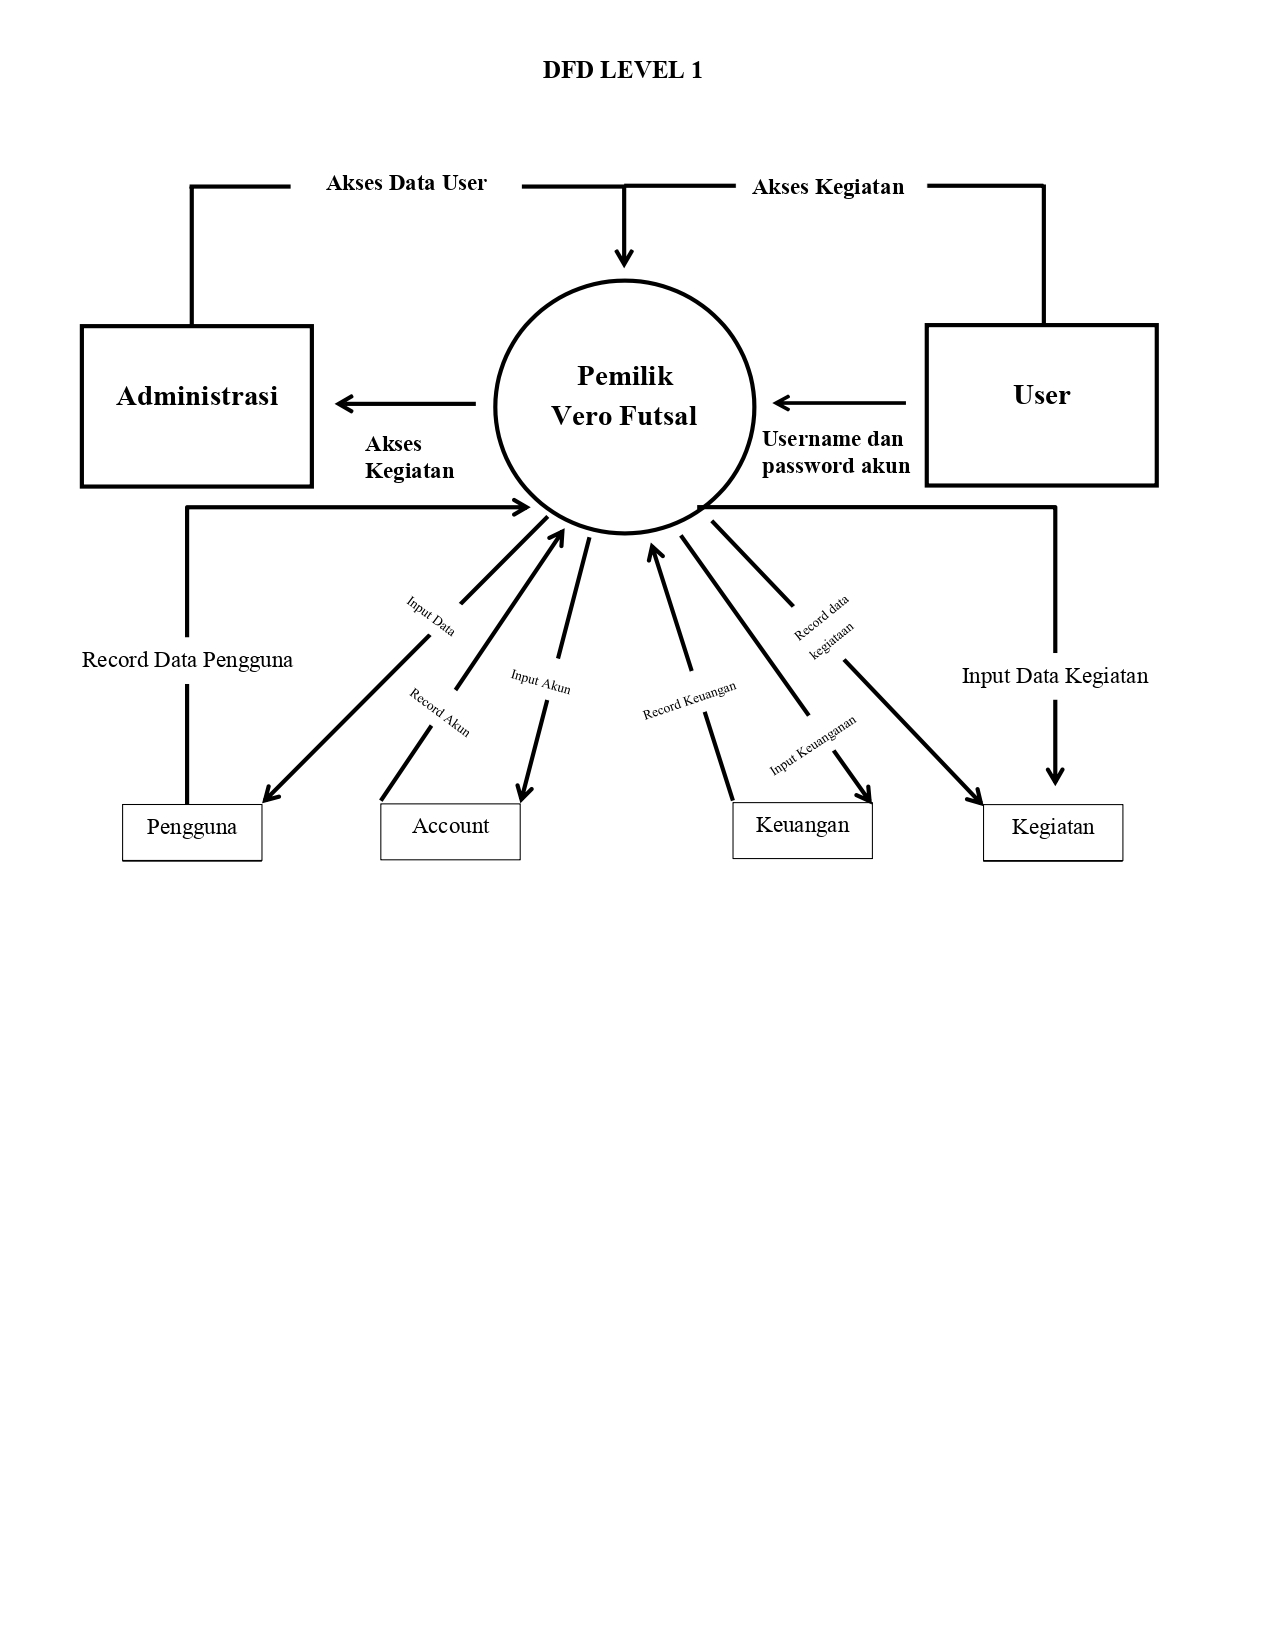 DFD LEVEL 1
Akses Data User
Akses Kegiatan
Administrasi
Pemilik
Vero Futsal
User
Akses
Kegiatan
Username dan
password akun
Input Data
Record data
kegiataan
Record Data Pengguna
Input Akun
Record Akun
Record Keuangan
Input Keuanganan
Input Data Kegiatan
Pengguna
Account
Keuangan
Kegiatan